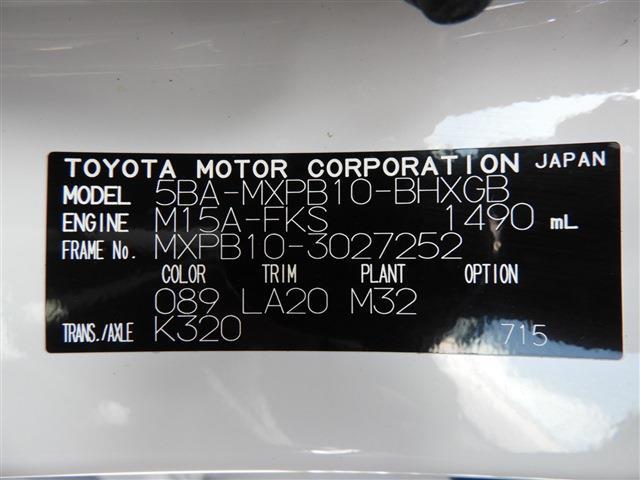 TOYOTA MOTOR CORPORATION JAPAN
MODEL 5BA-MXPB10-BHXGB
ENGINE M15A-FKS 1490 mL
FRAME No. MXPB10-3027252
COLOR TRIM PLANT OPTION
089 LA20 M32
TRANS./AXLE K320 715